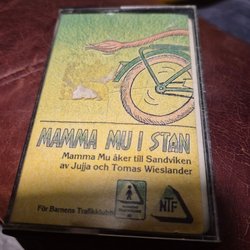 MAMMA MU I STAN
Mamma Mu åker till Sandviken
av Jujja och Tomas Wieslander
För Barnens Trafikklubb
NTF